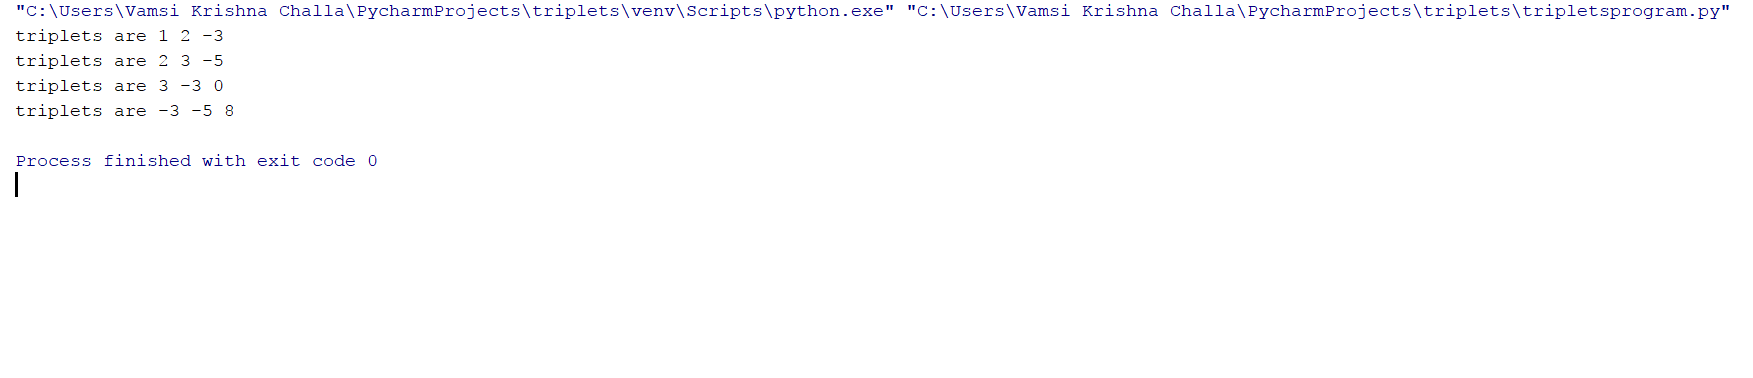 "C:\Users\Vamsi Krishna Challa\PycharmProjects\triplets\venv\Scripts\python.exe" "C:\Users\Vamsi Krishna Challa\PycharmProjects\triplets\tripletsprogram.py"
triplets are 1 2 -3
triplets are 2 3 -5
triplets are 3 -3 0
triplets are -3 -5 8
Process finished with exit code 0